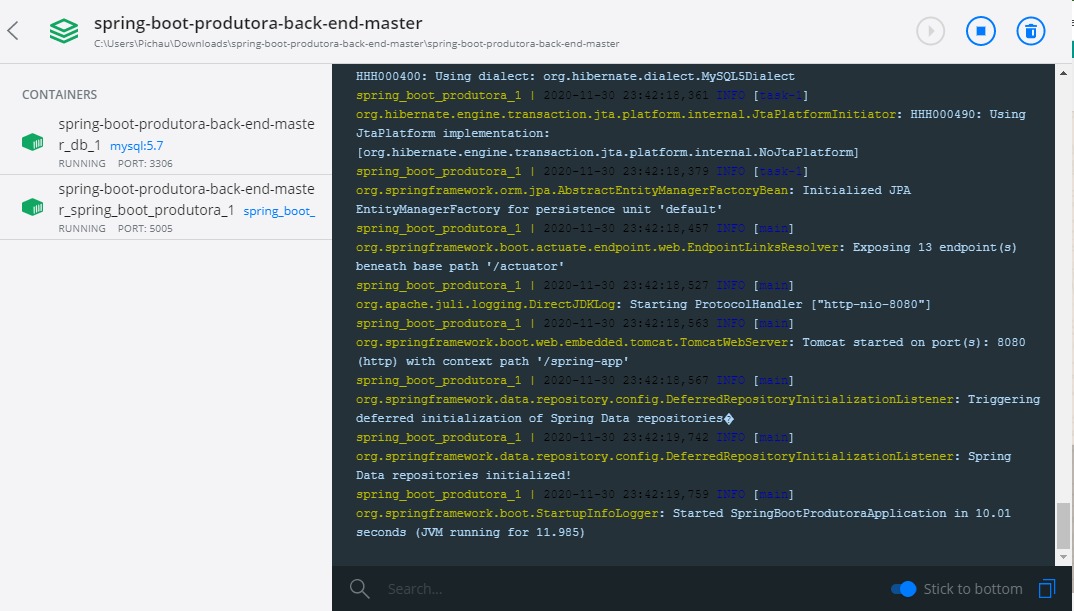 spring-boot-produtora-back-end-master
C:\Users\Pichau\Downloads\spring-boot-produtora-back-end-master\spring-boot-produtora-back-end-master
CONTAINERS
spring-boot-produtora-back-end-maste
r_db_1 mysql:5.7
RUNNING PORT: 3306
spring-boot-produtora-back-end-maste
r_spring_boot_produtora_1 spring_boot_
RUNNING PORT: 5005
HHH000400: Using dialect: org.hibernate.dialect.MySQL5Dialect
spring_boot_produtora_1 | 2020-11-30 23:42:18,361 INFO [task-1]
org.hibernate.engine.transaction.jta.platform.internal.JtaPlatformInitiator: HHH000490: Using
JtaPlatform implementation:
[org.hibernate.engine.transaction.jta.platform.internal.NoJtaPlatform]
spring_boot_produtora_1 | 2020-11-30 23:42:18,379 INFO [task-1]
org.springframework.orm.jpa.AbstractEntityManagerFactoryBean: Initialized JPA
EntityManagerFactory for persistence unit 'default'
spring_boot_produtora_1 | 2020-11-30 23:42:18,457 INFO [main]
org.springframework.boot.actuate.endpoint.web.EndpointLinksResolver: Exposing 13 endpoint(s)
beneath base path '/actuator'
spring_boot_produtora_1 | 2020-11-30 23:42:18,527 INFO [main]
org.apache.juli.logging.DirectJDKLog: Starting ProtocolHandler ["http-nio-8080"]
spring_boot_produtora_1 | 2020-11-30 23:42:18,563 INFO [main]
org.springframework.boot.web.embedded.tomcat.TomcatWebServer: Tomcat started on port(s): 8080
(http) with context path '/spring-app'
spring_boot_produtora_1 | 2020-11-30 23:42:18,567 INFO [main]
org.springframework.data.repository.config.DeferredRepositoryInitializationListener: Triggering
deferred initialization of Spring Data repositories�
spring_boot_produtora_1 | 2020-11-30 23:42:19,742 INFO [main]
org.springframework.data.repository.config.DeferredRepositoryInitializationListener: Spring
Data repositories initialized!
spring_boot_produtora_1 | 2020-11-30 23:42:19,759 INFO [main]
org.springframework.boot.StartupInfoLogger: Started SpringBootProdutoraApplication in 10.01
seconds (JVM running for 11.985)
Search...
Stick to bottom